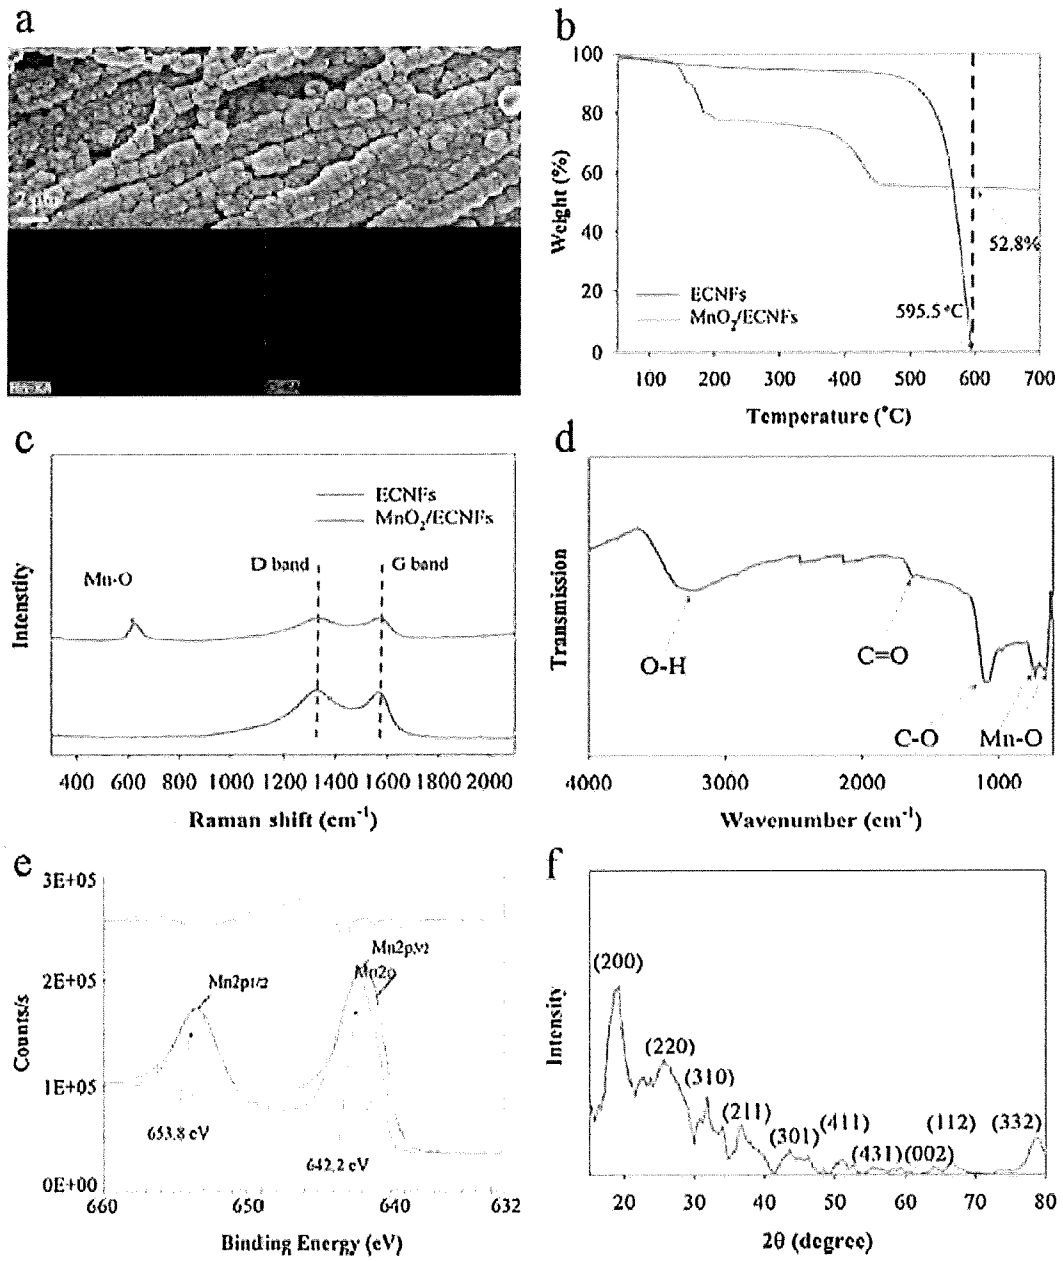 a
2 μm
b
100
80
60
40
20
0
Weight (%)
52.8%
595.5 °C
ECNFs
MnO2/ECNFs
100 200 300 400 500 600 700
Temperature (°C)
c
ECNFs
MnO2/ECNFs
D band
G band
Mn-O
Intenstity
400 600 800 1000 1200 1400 1600 1800 2000
Raman shift (cm-1)
d
Transmission
O-H
C=O
C-O
Mn-O
4000 3000 2000 1000
Wavenumber (cm-1)
e
3E+05
2E+05
1E+05
0E+00
Counts/s
Mn2p1/2
Mn2p3/2
Mn2p
653.8 eV
642.2 eV
660 650 640 632
Binding Energy (eV)
f
Intensity
(200)
(220)
(310)
(211)
(301)
(411)
(431)
(002)
(112)
(332)
20 30 40 50 60 70 80
2θ (degree)